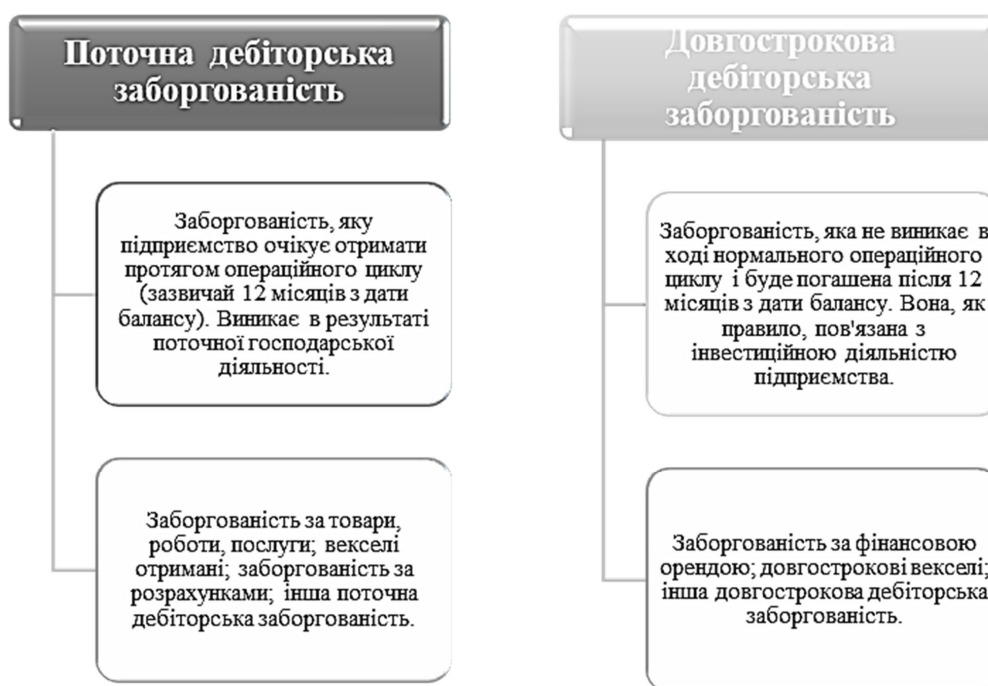 Поточна дебіторська
заборгованість
Заборгованість, яку
підприємство очікує отримати
протягом операційного циклу
(зазвичай 12 місяців з дати
балансу). Виникає в результаті
поточної господарської
діяльності.
Заборгованість за товари,
роботи, послуги; векселі
отримані; заборгованість за
розрахунками; інша поточна
дебіторська заборгованість.
Довгострокова
дебіторська
заборгованість
Заборгованість, яка не виникає в
ході нормального операційного
циклу і буде погашена після 12
місяців з дати балансу. Вона, як
правило, пов'язана з
інвестиційною діяльністю
підприємства.
Заборгованість за фінансовою
орендою; довгострокові векселі;
інша довгострокова дебіторська
заборгованість.